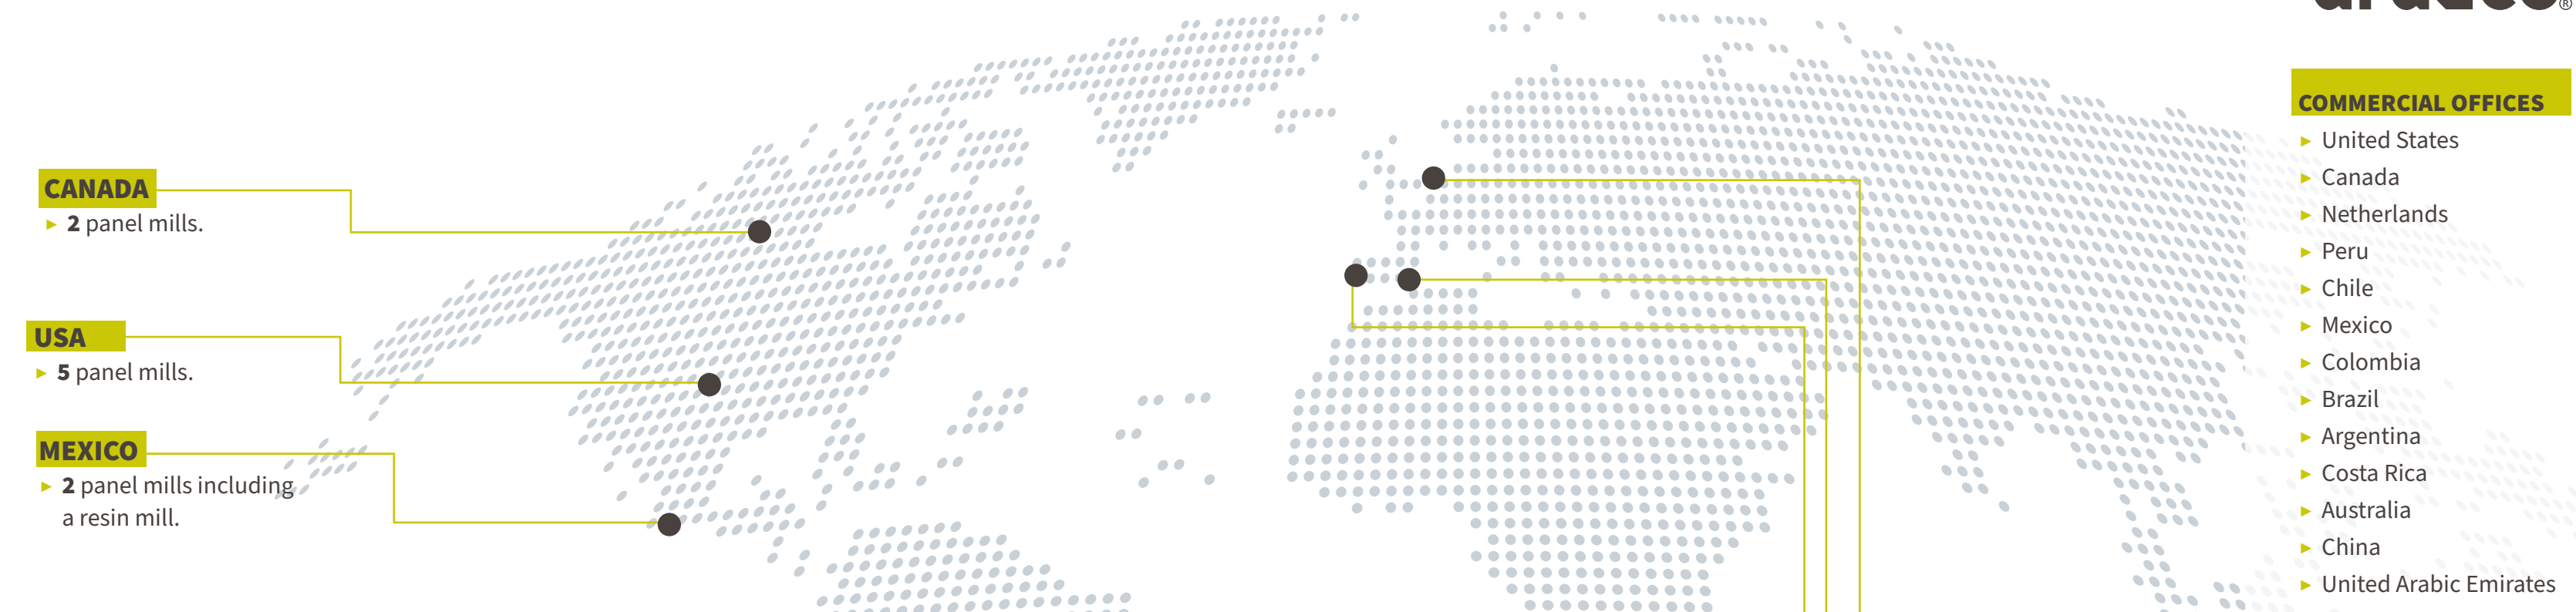 ®
CANADA
► 2 panel mills.
USA
► 5 panel mills.
MEXICO
► 2 panel mills including
a resin mill.
COMMERCIAL OFFICES
► United States
► Canada
► Netherlands
► Peru
► Chile
► Mexico
► Colombia
► Brazil
► Argentina
► Costa Rica
► Australia
► China
► United Arabic Emirates